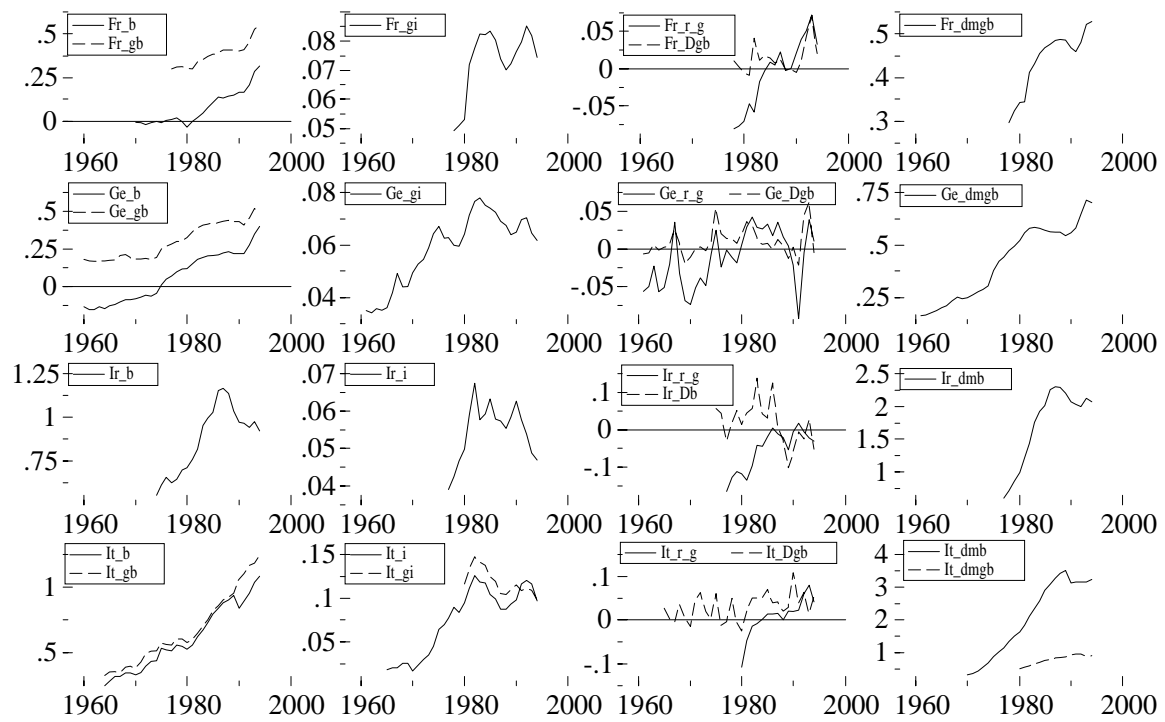 Fr_b
Fr_gb
.5
.25
0
1960 1980 2000
Fr_gi
.08
.07
.06
.05
1960 1980 2000
Fr_r_g
Fr_Dgb
0.05
0
-.05
1960 1980 2000
Fr_dmgb
.5
.4
.3
1960 1980 2000
Ge_b
Ge_gb
.5
.25
0
1960 1980 2000
Ge_gi
.08
.06
.04
1960 1980 2000
Ge_r_g Ge_Dgb
0.05
0
-.05
1960 1980 2000
Ge_dmgb
.75
.5
.25
1960 1980 2000
Ir_b
1.25
1
.75
1960 1980 2000
Ir_i
.07
.06
.05
.04
1960 1980 2000
Ir_r_g
Ir_Db
.1
0
-.1
1960 1980 2000
Ir_dmb
2.5
2
1.5
1
1960 1980 2000
It_b
It_gb
1
.5
1960 1980 2000
It_i
It_gi
.15
.1
.05
1960 1980 2000
It_r_g It_Dgb
.1
0
-.1
1960 1980 2000
It_dmb
It_dmgb
4
3
2
1
1960 1980 2000